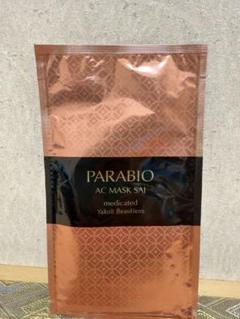 PARABIO
AC MASK SAI
medicated
Yakult Beautiens